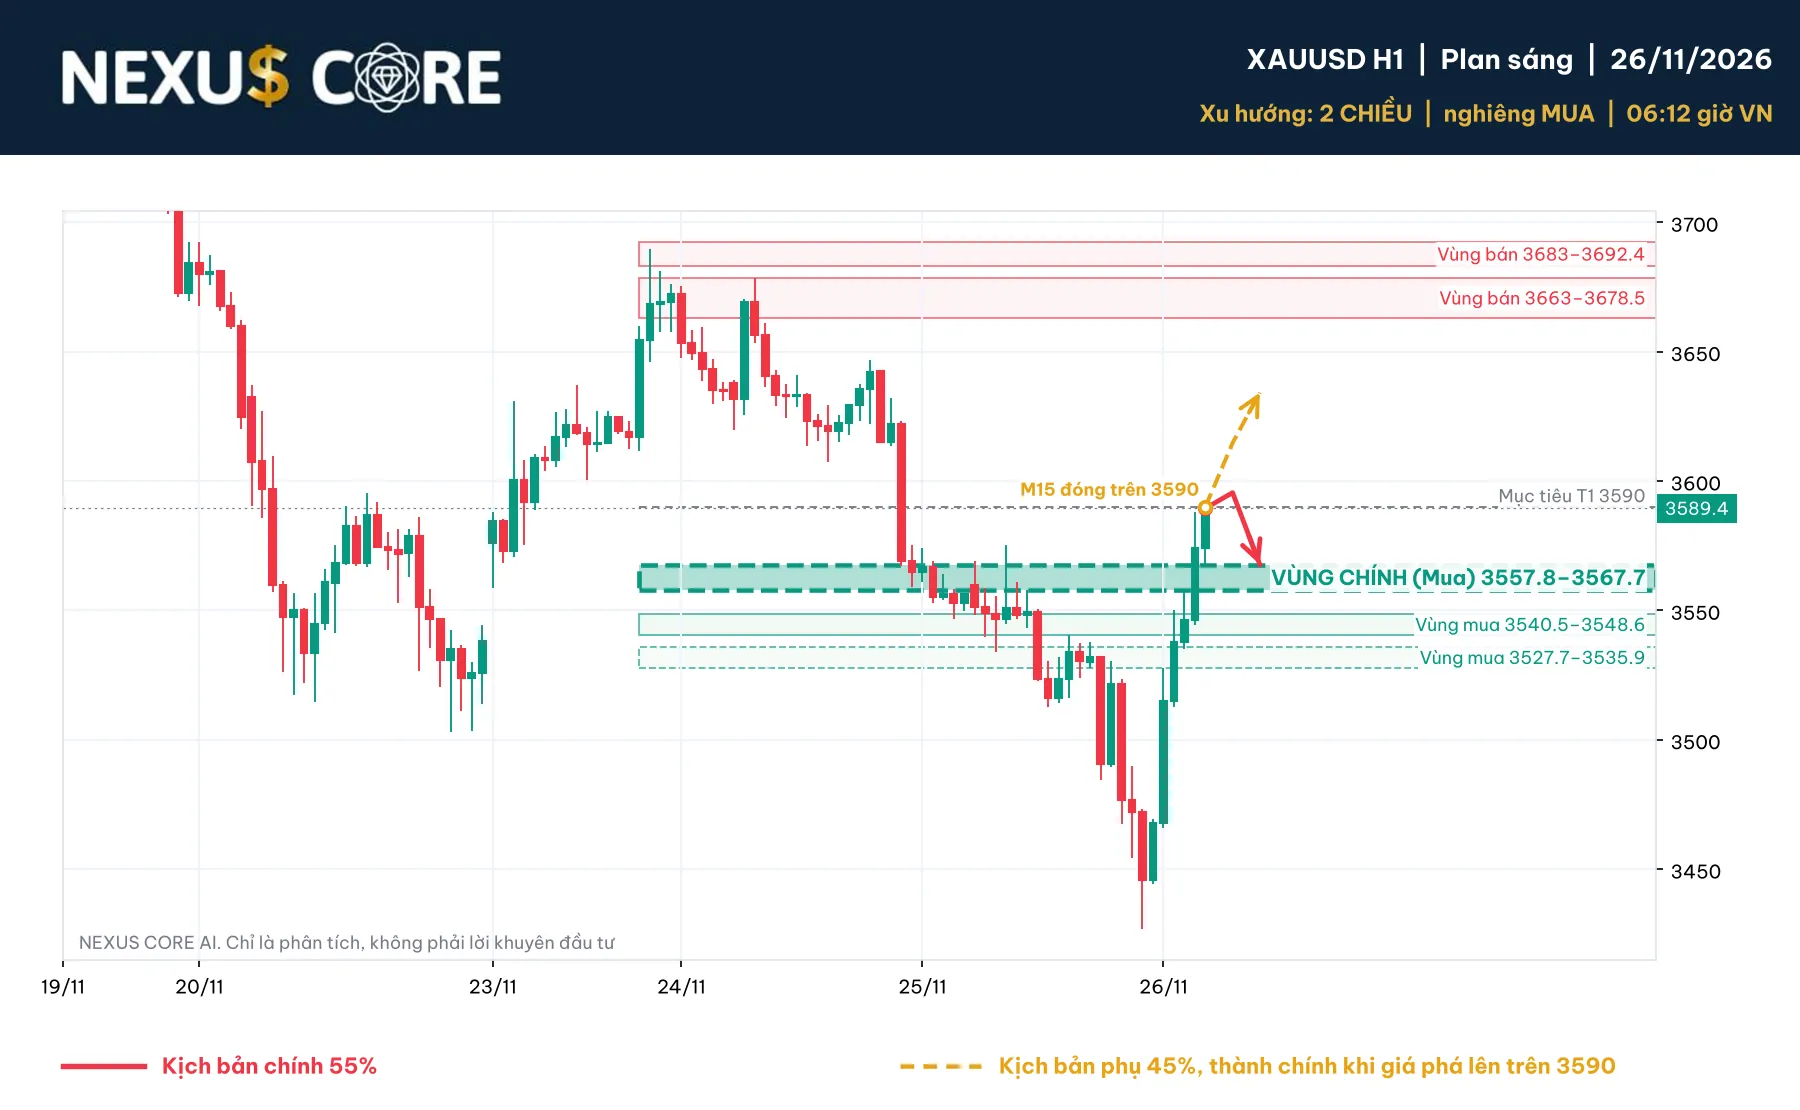 NEXU$ CORE
XAUUSD H1 | Plan sáng | 26/11/2026
Xu hướng: 2 CHIỀU | nghiêng MUA | 06:12 giờ VN
3700
Vùng bán 3683–3692.4
Vùng bán 3663–3678.5
3650
M15 đóng trên 3590
Mục tiêu T1 3590
3600
3589.4
VÙNG CHÍNH (Mua) 3557.8–3567.7
Vùng mua 3540.5–3548.6
3550
Vùng mua 3527.7–3535.9
3500
3450
NEXUS CORE AI. Chỉ là phân tích, không phải lời khuyên đầu tư
19/11 20/11 23/11 24/11 25/11 26/11
Kịch bản chính 55%
Kịch bản phụ 45%, thành chính khi giá phá lên trên 3590